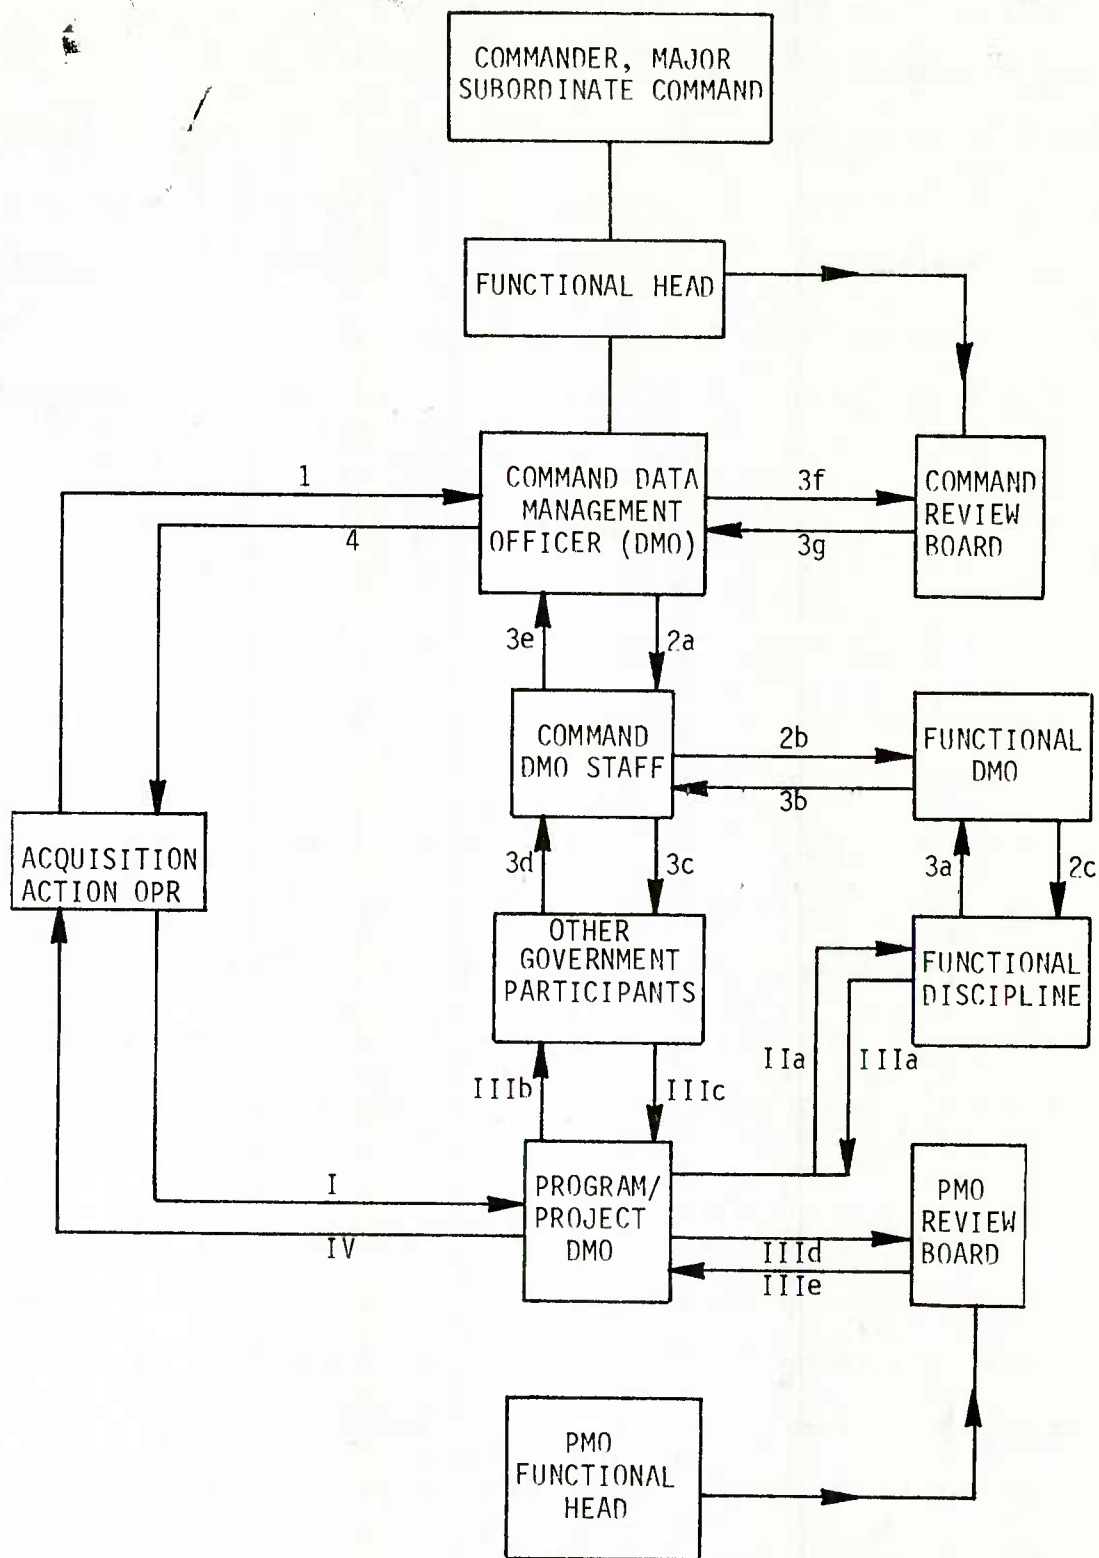 COMMANDER, MAJOR
SUBORDINATE COMMAND
FUNCTIONAL HEAD
COMMAND DATA
MANAGEMENT
OFFICER (DMO)
COMMAND
REVIEW
BOARD
1
4
3f
3g
3e
2a
COMMAND
DMO STAFF
2b
3b
FUNCTIONAL
DMO
ACQUISITION
ACTION OPR
3d
3c
3a
2c
OTHER
GOVERNMENT
PARTICIPANTS
FUNCTIONAL
DISCIPLINE
IIa
IIIa
IIIb
IIIc
I
IV
PROGRAM/
PROJECT
DMO
IIId
IIIe
PMO
REVIEW
BOARD
PMO
FUNCTIONAL
HEAD